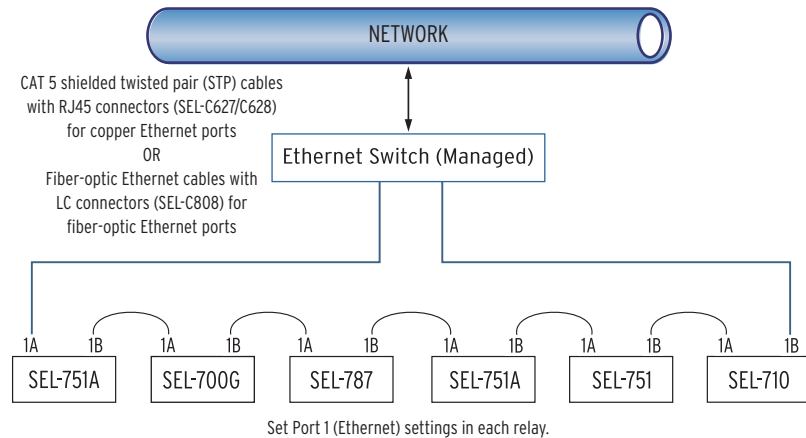 NETWORK
CAT 5 shielded twisted pair (STP) cables
with RJ45 connectors (SEL-C627/C628)
for copper Ethernet ports
OR
Fiber-optic Ethernet cables with
LC connectors (SEL-C808) for
fiber-optic Ethernet ports
Ethernet Switch (Managed)
1A 1B 1A 1B 1A 1B 1A 1B 1A 1B 1A 1B
SEL-751A SEL-700G SEL-787 SEL-751A SEL-751 SEL-710
Set Port 1 (Ethernet) settings in each relay.